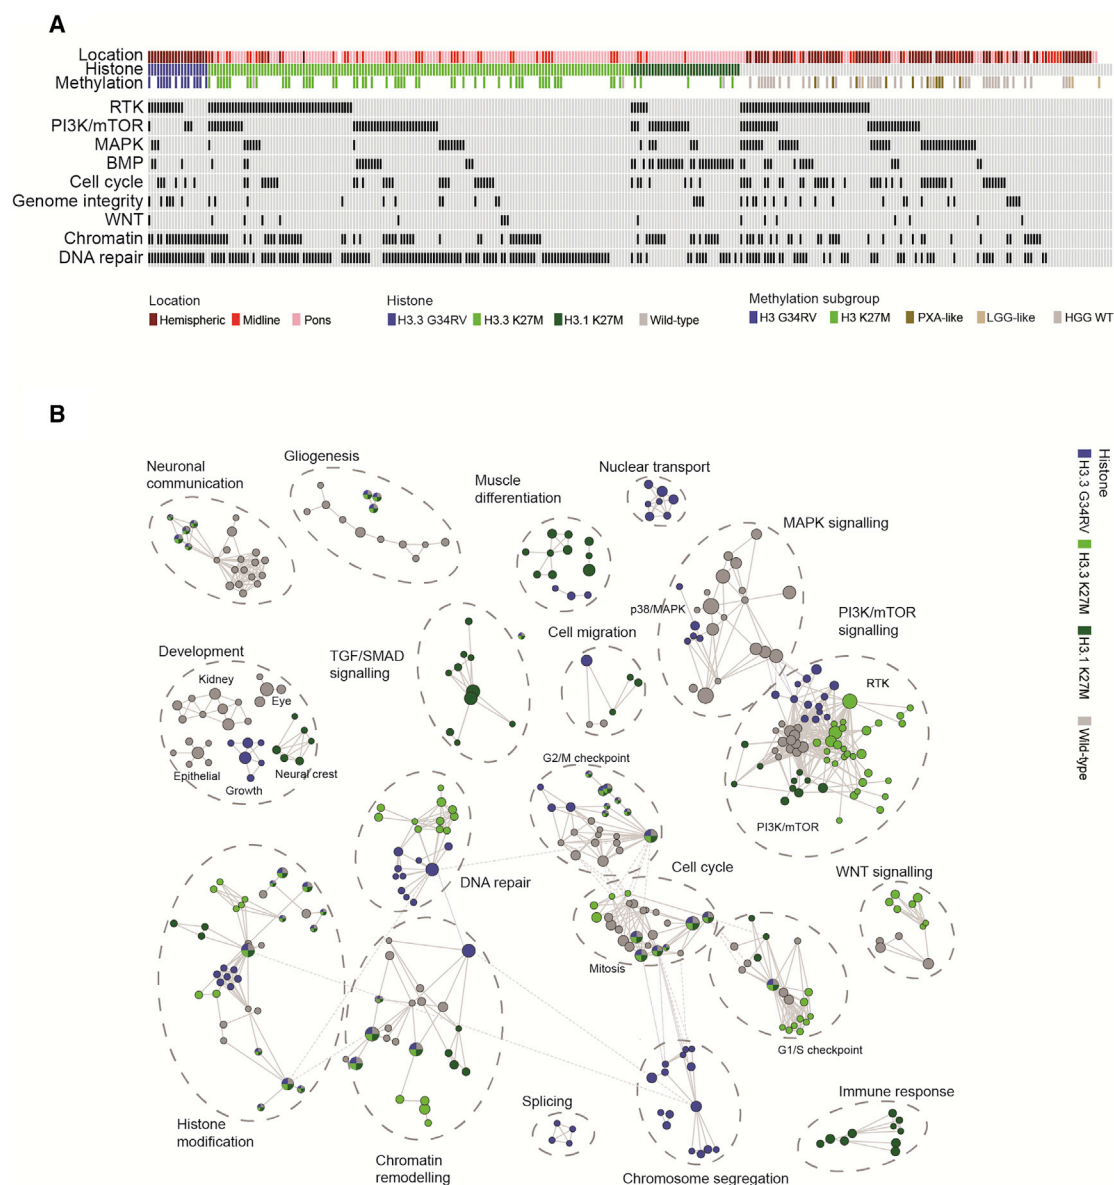 A
Location
Histone
Methylation
RTK
PI3K/mTOR
MAPK
BMP
Cell cycle
Genome integrity
WNT
Chromatin
DNA repair
Location
Hemispheric
Midline
Pons
Histone
H3.3 G34RV
H3.3 K27M
H3.1 K27M
Wild-type
Methylation subgroup
H3 G34RV
H3 K27M
PXA-like
LGG-like
HGG WT
B
Neuronal
communication
Gliogenesis
Muscle
differentiation
Nuclear transport
MAPK signalling
p38/MAPK
PI3K/mTOR
signalling
RTK
PI3K/mTOR
Histone
H3.3 G34RV
H3.3 K27M
H3.1 K27M
Wild-type
Development
Kidney
Eye
Epithelial
Growth
Neural crest
TGF/SMAD
signalling
Cell migration
G2/M checkpoint
DNA repair
Cell cycle
Mitosis
WNT signalling
G1/S checkpoint
Histone
modification
Chromatin
remodelling
Splicing
Chromosome segregation
Immune response